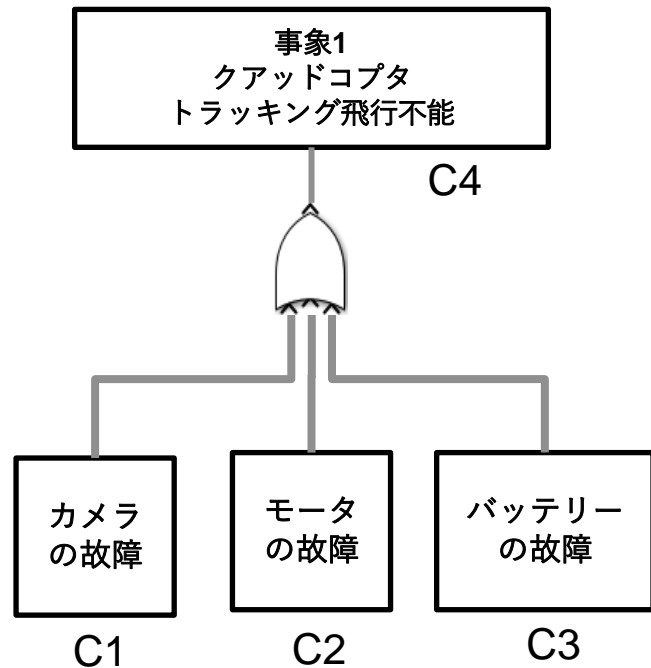 事象1
クアッドコプタ
トラッキング飛行不能
C4
カメラ
の故障
モータ
の故障
バッテリー
の故障
C1
C2
C3